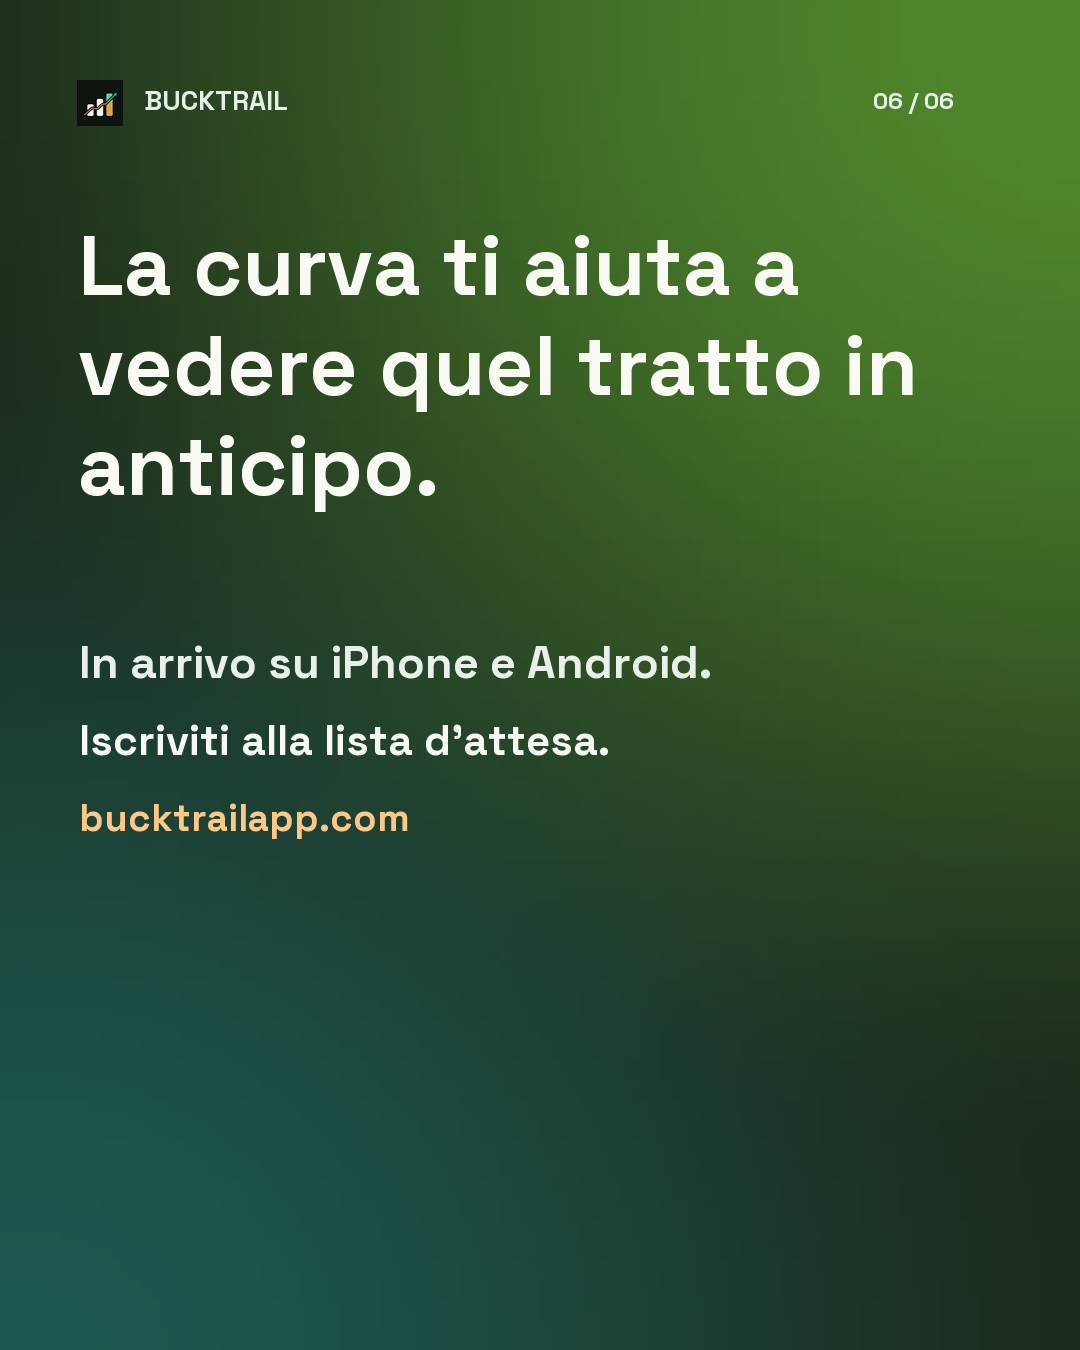 BUCKTRAIL
06 / 06
La curva ti aiuta a
vedere quel tratto in
anticipo.
In arrivo su iPhone e Android.
Iscriviti alla lista d’attesa.
bucktrailapp.com